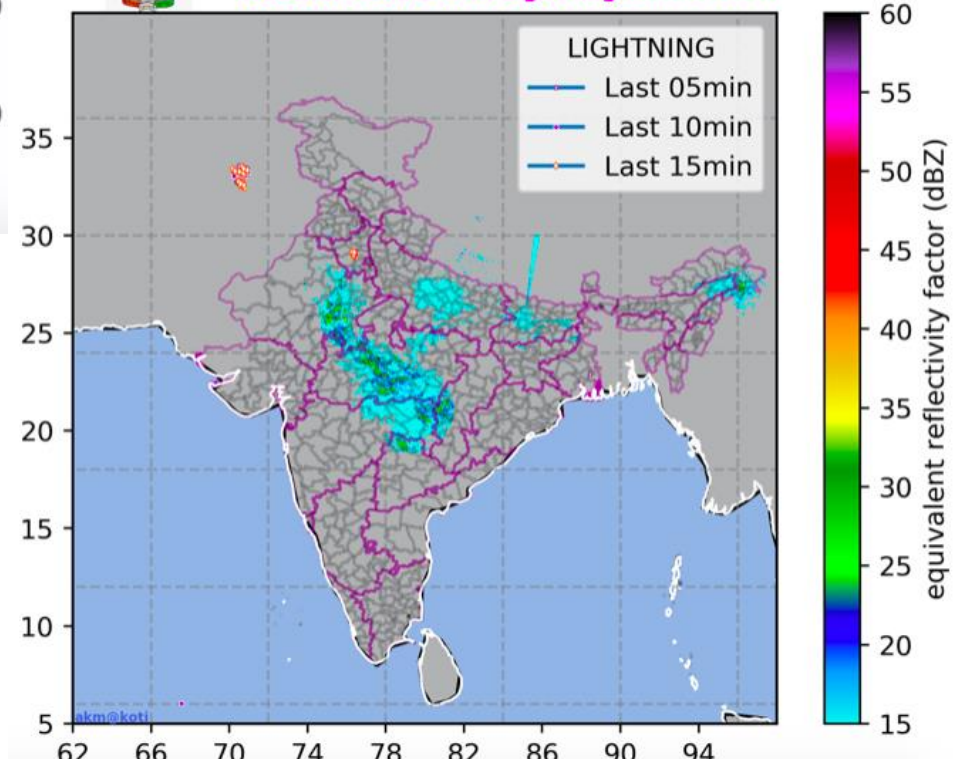 LIGHTNING
Last 05min
Last 10min
Last 15min
35
30
25
20
15
10
5
62 66 70 74 78 82 86 90 94
akm@koti
60
55
50
45
40
35
30
25
20
15
equivalent reflectivity factor (dBZ)